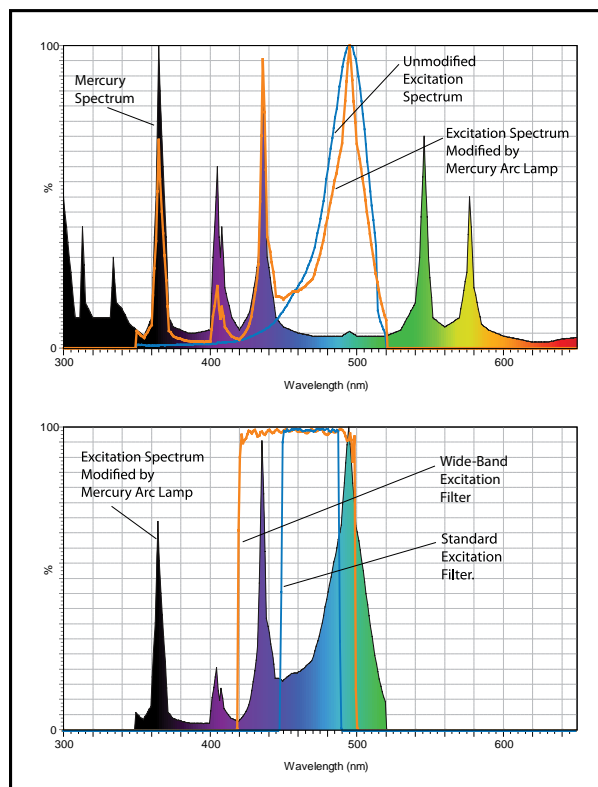 100
Mercury
Spectrum
Unmodified
Excitation
Spectrum
Excitation Spectrum
Modified by
Mercury Arc Lamp
%
0
300
400
500
600
Wavelength (nm)
100
Excitation Spectrum
Modified by
Mercury Arc Lamp
Wide-Band
Excitation
Filter
Standard
Excitation
Filter.
%
0
300
400
500
600
Wavelength (nm)